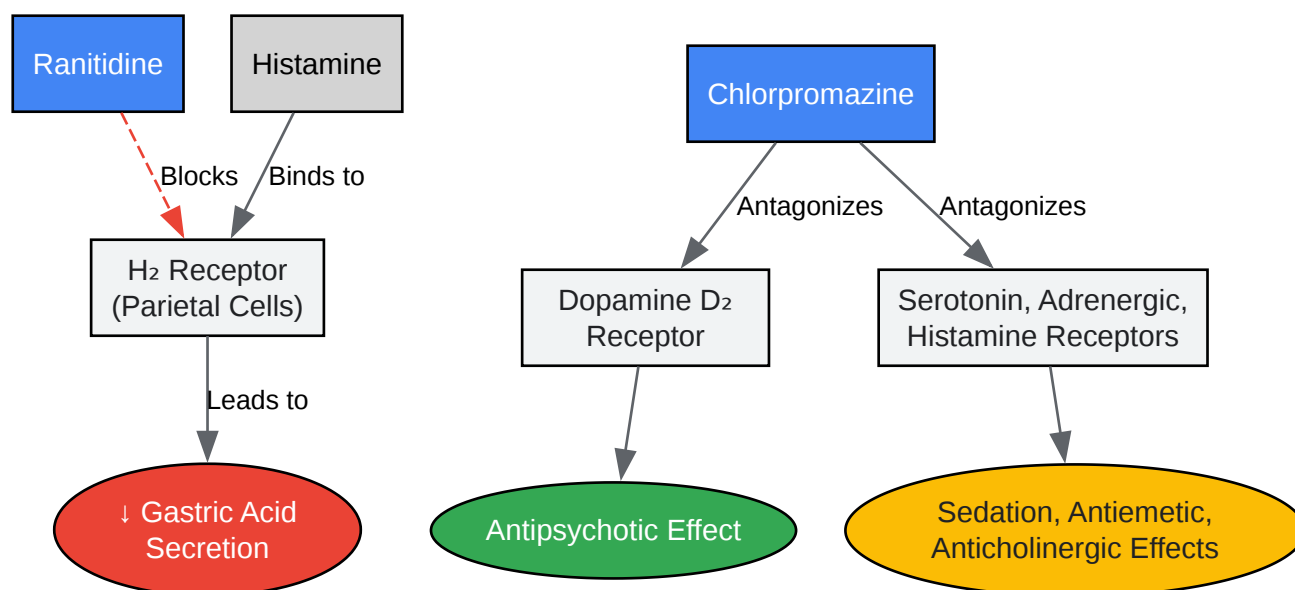 Ranitidine
Histamine
Chlorpromazine
Blocks
Binds to
Antagonizes
Antagonizes
H₂ Receptor
(Parietal Cells)
Dopamine D₂
Receptor
Serotonin, Adrenergic,
Histamine Receptors
Leads to
↓ Gastric Acid
Secretion
Antipsychotic Effect
Sedation, Antiemetic,
Anticholinergic Effects